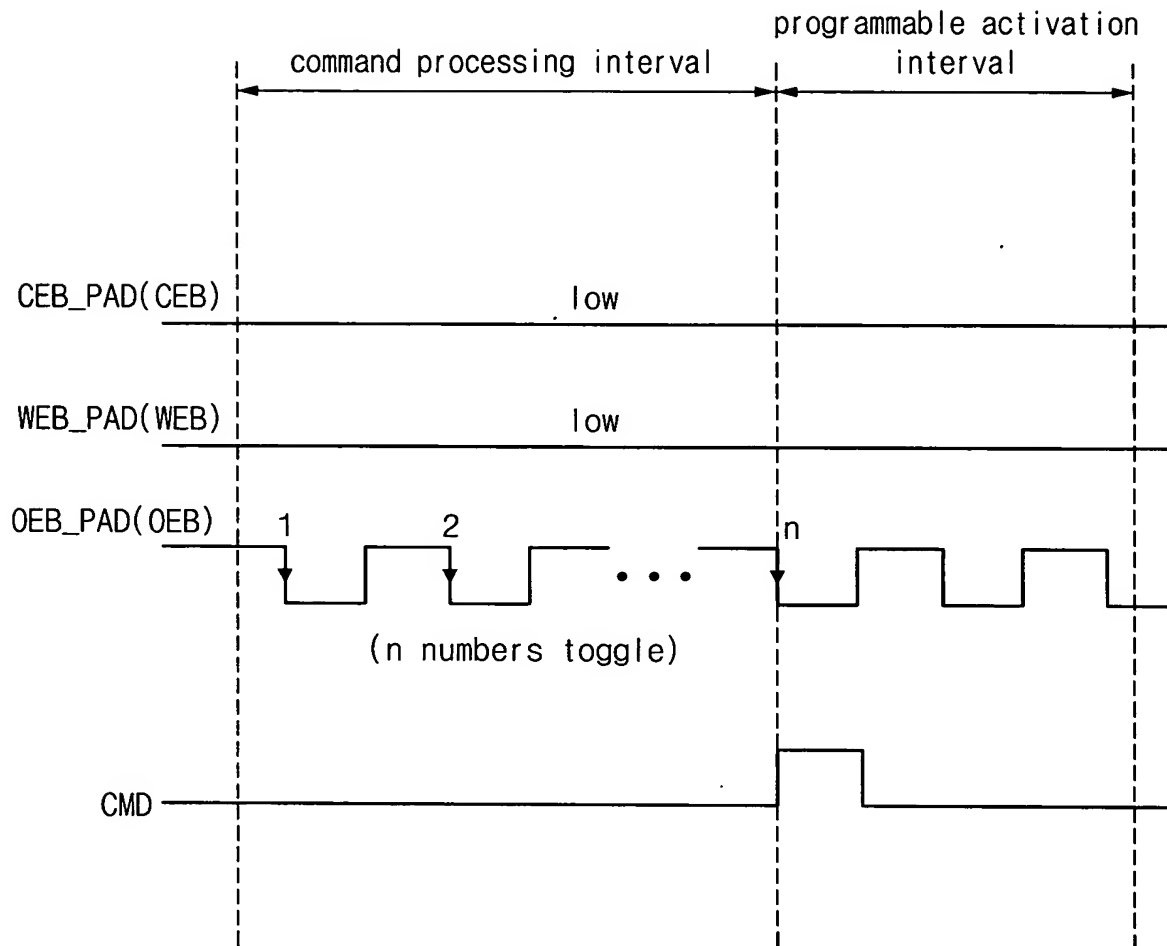 programmable activation
interval
command processing interval
CEB_PAD(CEB)
low
WEB_PAD(WEB)
low
OEB_PAD(OEB)
1
2
n
(n numbers toggle)
CMD